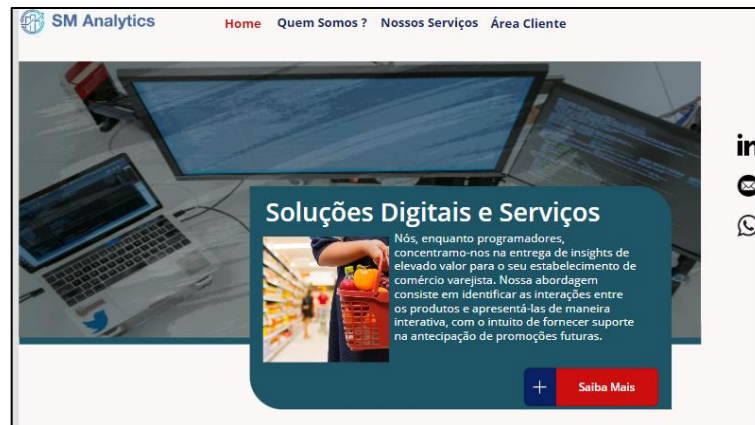 SM Analytics
Home Quem Somos ? Nossos Serviços Área Cliente
in
Soluções Digitais e Serviços
Nós, enquanto programadores,
concentramo-nos na entrega de insights de
elevado valor para o seu estabelecimento de
comércio varejista. Nossa abordagem
consiste em identificar as interações entre
os produtos e apresentá-las de maneira
interativa, com o intuito de fornecer suporte
na antecipação de promoções futuras.
+ Saiba Mais